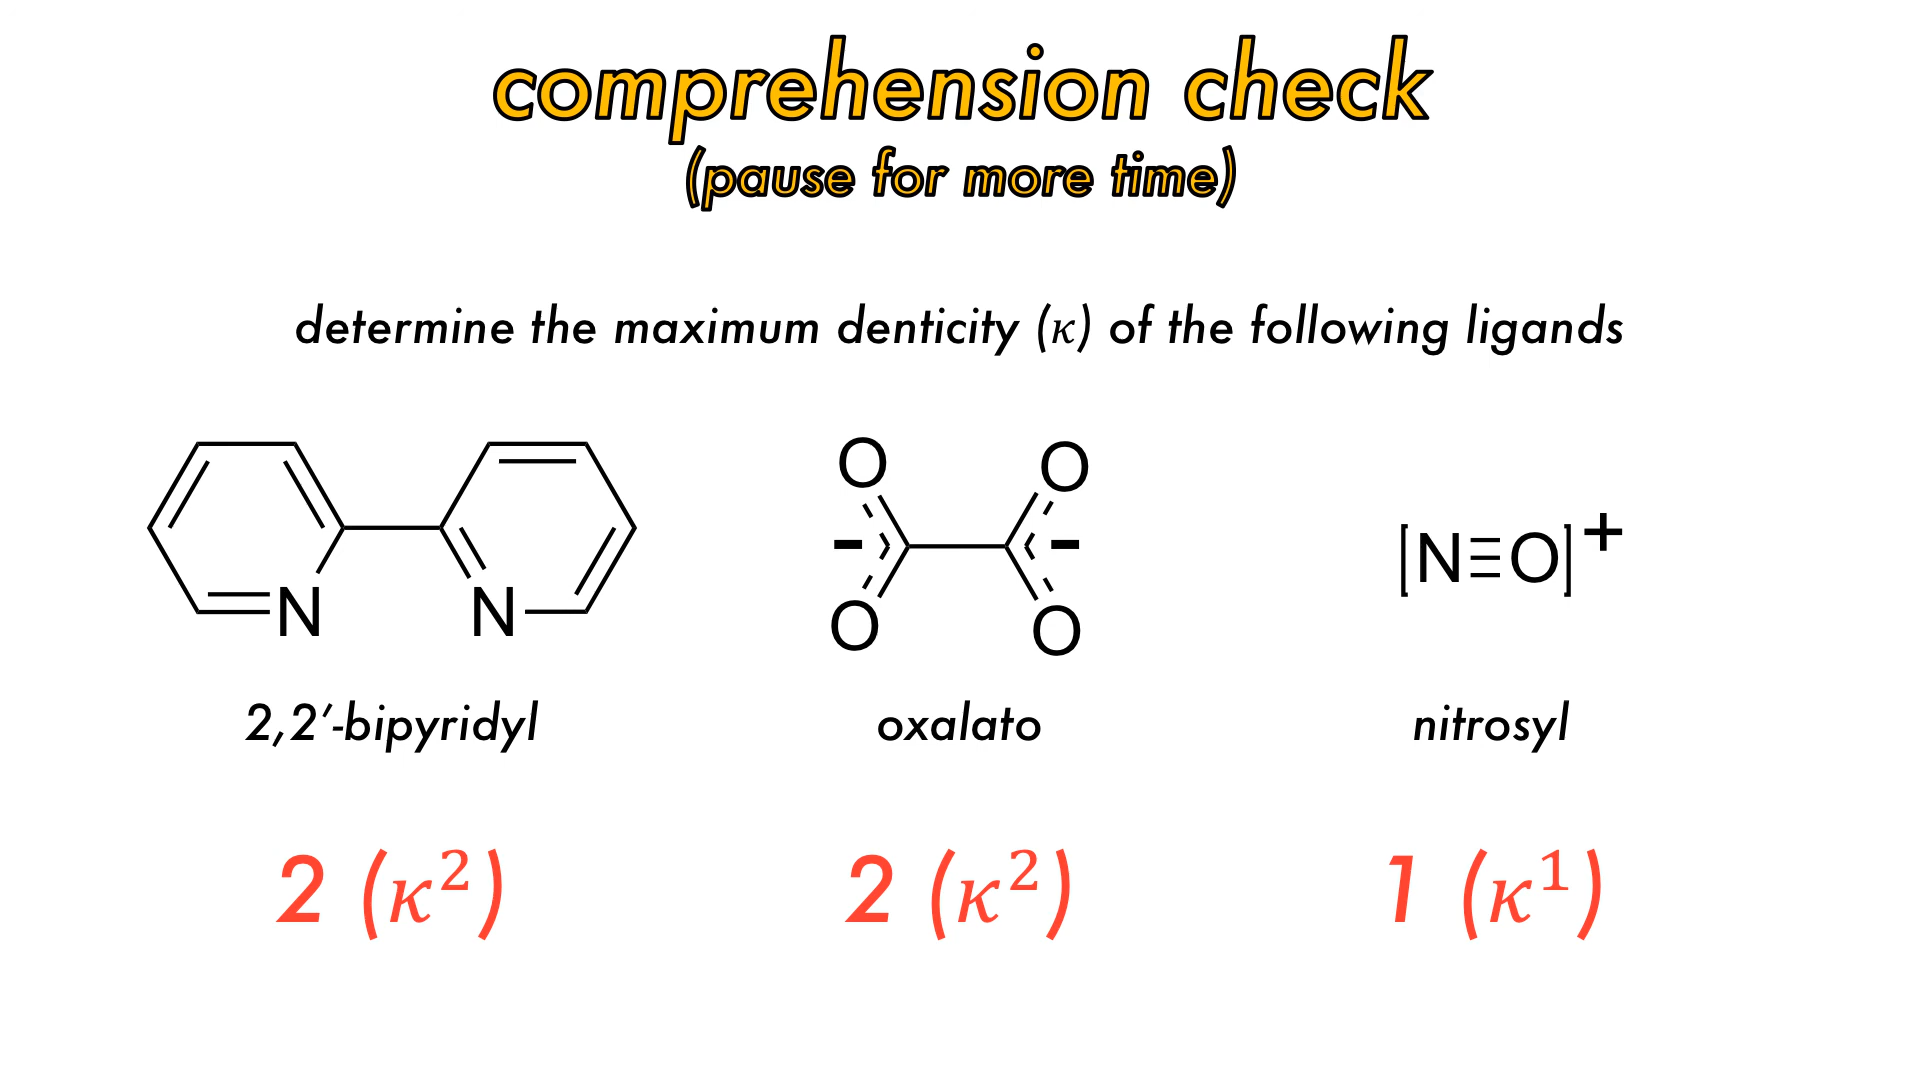 comprehension check
(pause for more time)
determine the maximum denticity (κ) of the following ligands
O O
- -
[N≡O]⁺
N N
O O
2,2′-bipyridyl oxalato nitrosyl
2 (κ²) 2 (κ²) 1 (κ¹)